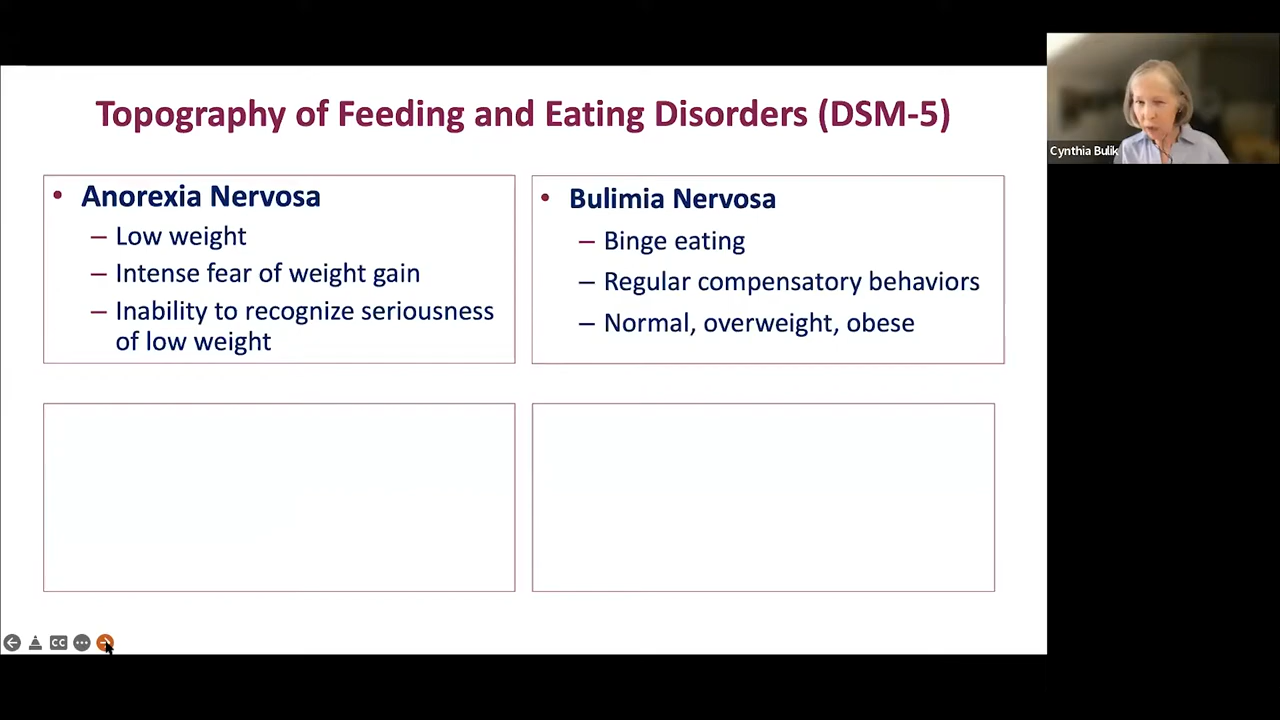 Topography of Feeding and Eating Disorders (DSM-5)
• Anorexia Nervosa
– Low weight
– Intense fear of weight gain
– Inability to recognize seriousness
of low weight
• Bulimia Nervosa
– Binge eating
– Regular compensatory behaviors
– Normal, overweight, obese
Cynthia Bulik
CC